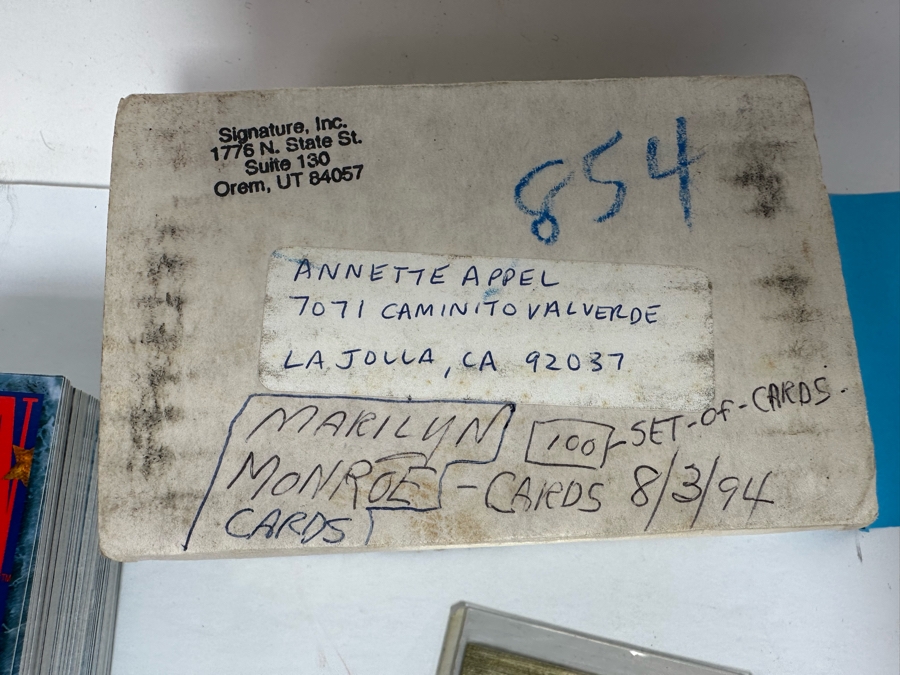 Signature, Inc.
1776 N. State St.
Suite 130
Orem, UT 84057
854
ANNETTE APPEL
7071 CAMINITO VALVERDE
LA JOLLA, CA 92037
MARILYN
MONROE
CARDS
100 - SET-OF-CARDS.
- CARDS 8/3/94
T
TM